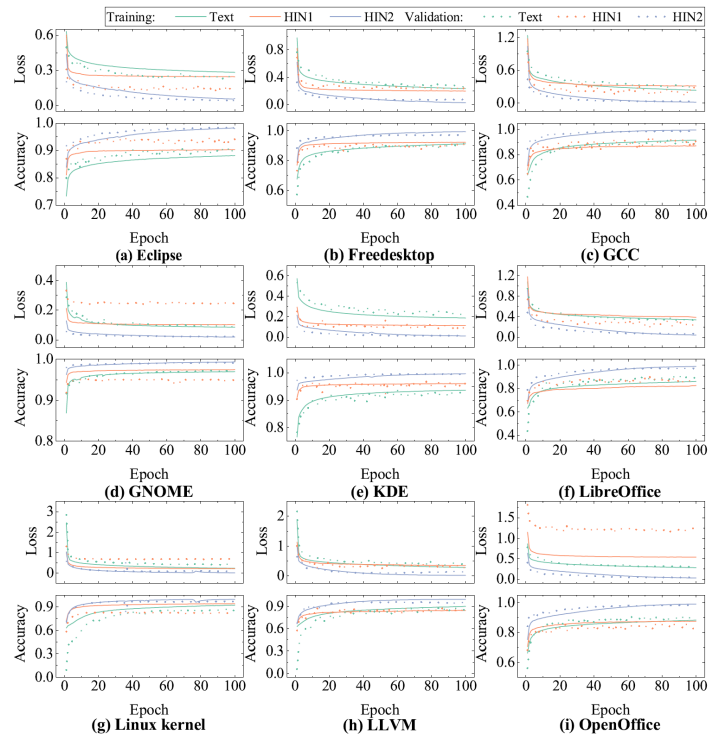 Training: Text HIN1 HIN2 Validation: Text HIN1 HIN2
Loss 0.6 0.3 0.0
Accuracy 1.0 0.9 0.8 0.7
0 20 40 60 80 100
Epoch
(a) Eclipse
Loss 0.8 0.4 0.0
Accuracy 1.0 0.8 0.6
0 20 40 60 80 100
Epoch
(b) Freedesktop
Loss 1.2 0.6 0.0
Accuracy 1.0 0.8 0.6 0.4
0 20 40 60 80 100
Epoch
(c) GCC
Loss 0.4 0.2 0.0
Accuracy 1.0 0.9 0.8
0 20 40 60 80 100
Epoch
(d) GNOME
Loss 0.6 0.4 0.2 0.0
Accuracy 1.0 0.9 0.8
0 20 40 60 80 100
Epoch
(e) KDE
Loss 1.2 0.8 0.4 0.0
Accuracy 1.0 0.8 0.6 0.4
0 20 40 60 80 100
Epoch
(f) LibreOffice
Loss 3 2 1 0
Accuracy 0.9 0.6 0.3 0.0
0 20 40 60 80 100
Epoch
(g) Linux kernel
Loss 2 1 0
Accuracy 0.9 0.6 0.3 0.0
0 20 40 60 80 100
Epoch
(h) LLVM
Loss 1.5 1.0 0.5 0.0
Accuracy 1.0 0.8 0.6
0 20 40 60 80 100
Epoch
(i) OpenOffice